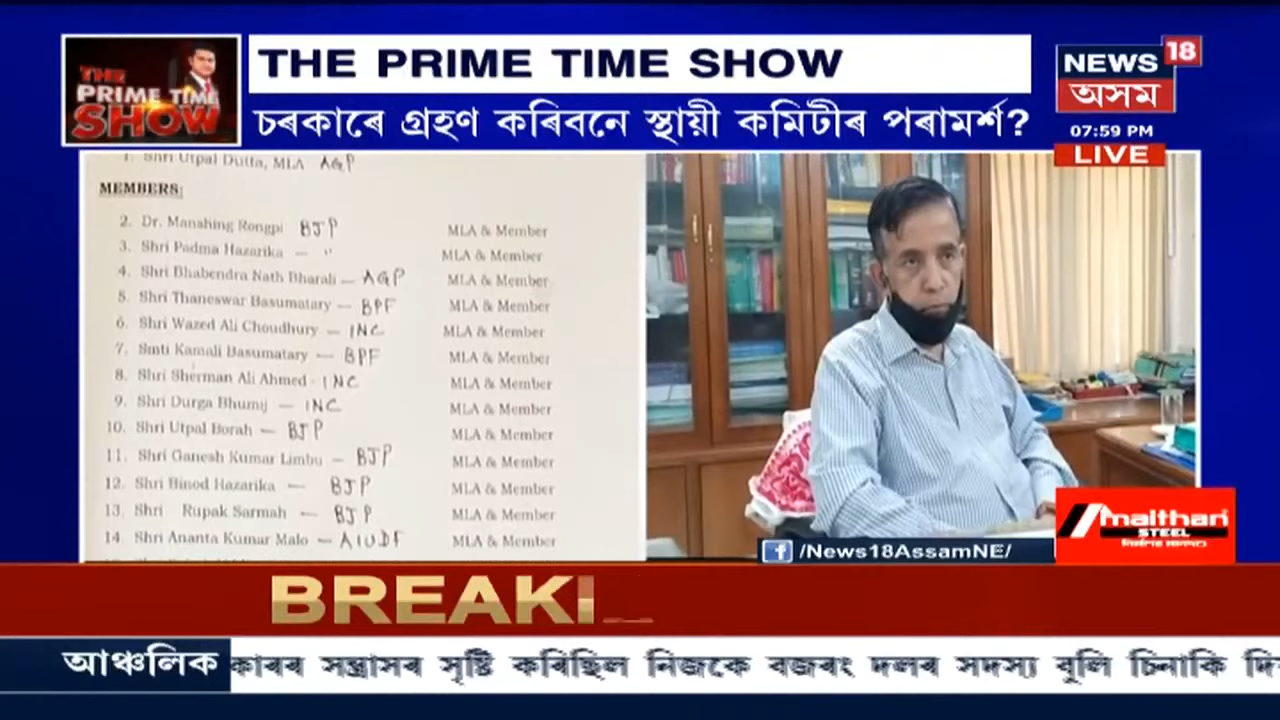 THE PRIME TIME SHOW
THE PRIME TIME SHOW
NEWS 18
অসম
চৰকাৰে গ্ৰহণ কৰিবনে স্থায়ী কমিটীৰ পৰামৰ্শ?
07:59 PM
LIVE
1. Shri Utpal Dutta, MLA AGP
MEMBERS:
2. Dr. Manshing Rongpi BJP MLA & Member
3. Shri Padma Hazarika — " MLA & Member
4. Shri Bhabendra Nath Bharali — AGP MLA & Member
5. Shri Thaneswar Basumatary — BPF MLA & Member
6. Shri Wazed Ali Choudhury — INC MLA & Member
7. Smti Kamali Basumatary — BPF MLA & Member
8. Shri Sherman Ali Ahmed - INC MLA & Member
9. Shri Durga Bhumij — INC MLA & Member
10. Shri Utpal Borah — BJP MLA & Member
11. Shri Ganesh Kumar Limbu — BJP MLA & Member
12. Shri Binod Hazarika — BJP MLA & Member
13. Shri Rupak Sarmah — BJP MLA & Member
14. Shri Ananta Kumar Malo — AIUDF MLA & Member
maithan
STEEL
/News18AssamNE/
BREAKI
আঞ্চলিক কাৰৰ সন্ত্ৰাসৰ সৃষ্টি কৰিছিল নিজকে বজৰং দলৰ সদস্য বুলি চিনাকি দি